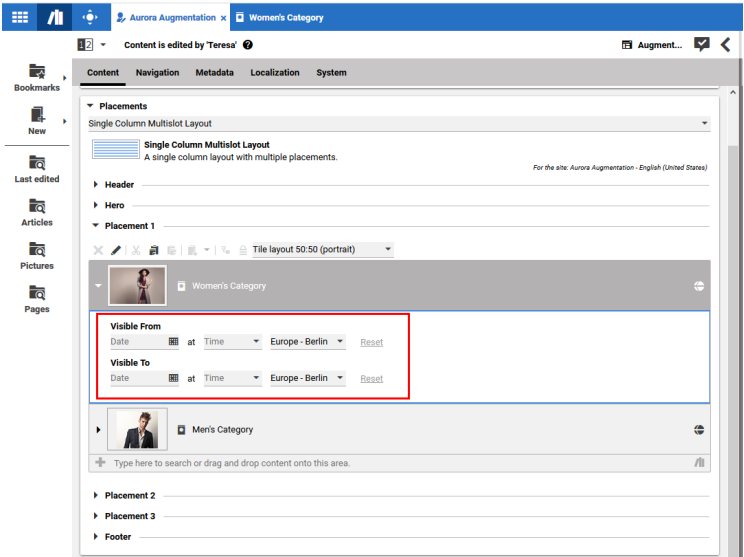 Aurora Augmentation × Women's Category
1 2 Content is edited by 'Teresa' ? Augment...
Content Navigation Metadata Localization System
Bookmarks
New
Last edited
Articles
Pictures
Pages
Placements
Single Column Multislot Layout
Single Column Multislot Layout
A single column layout with multiple placements.
For the site: Aurora Augmentation - English (United States)
Header
Hero
Placement 1
Tile layout 50:50 (portrait)
Women's Category
Visible From
Date at Time Europe - Berlin Reset
Visible To
Date at Time Europe - Berlin Reset
Men's Category
Type here to search or drag and drop content onto this area.
Placement 2
Placement 3
Footer